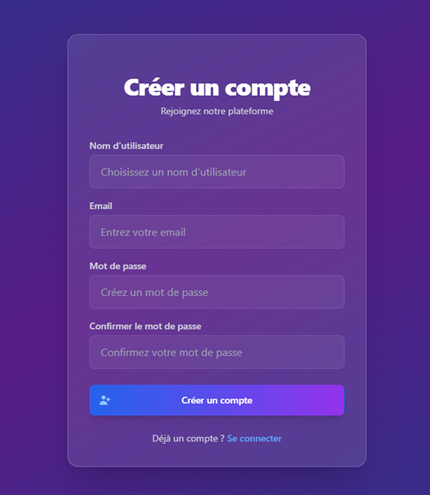 Créer un compte
Rejoignez notre plateforme
Nom d'utilisateur
Choisissez un nom d'utilisateur
Email
Entrez votre email
Mot de passe
Créez un mot de passe
Confirmer le mot de passe
Confirmez votre mot de passe
Créer un compte
Déjà un compte ? Se connecter